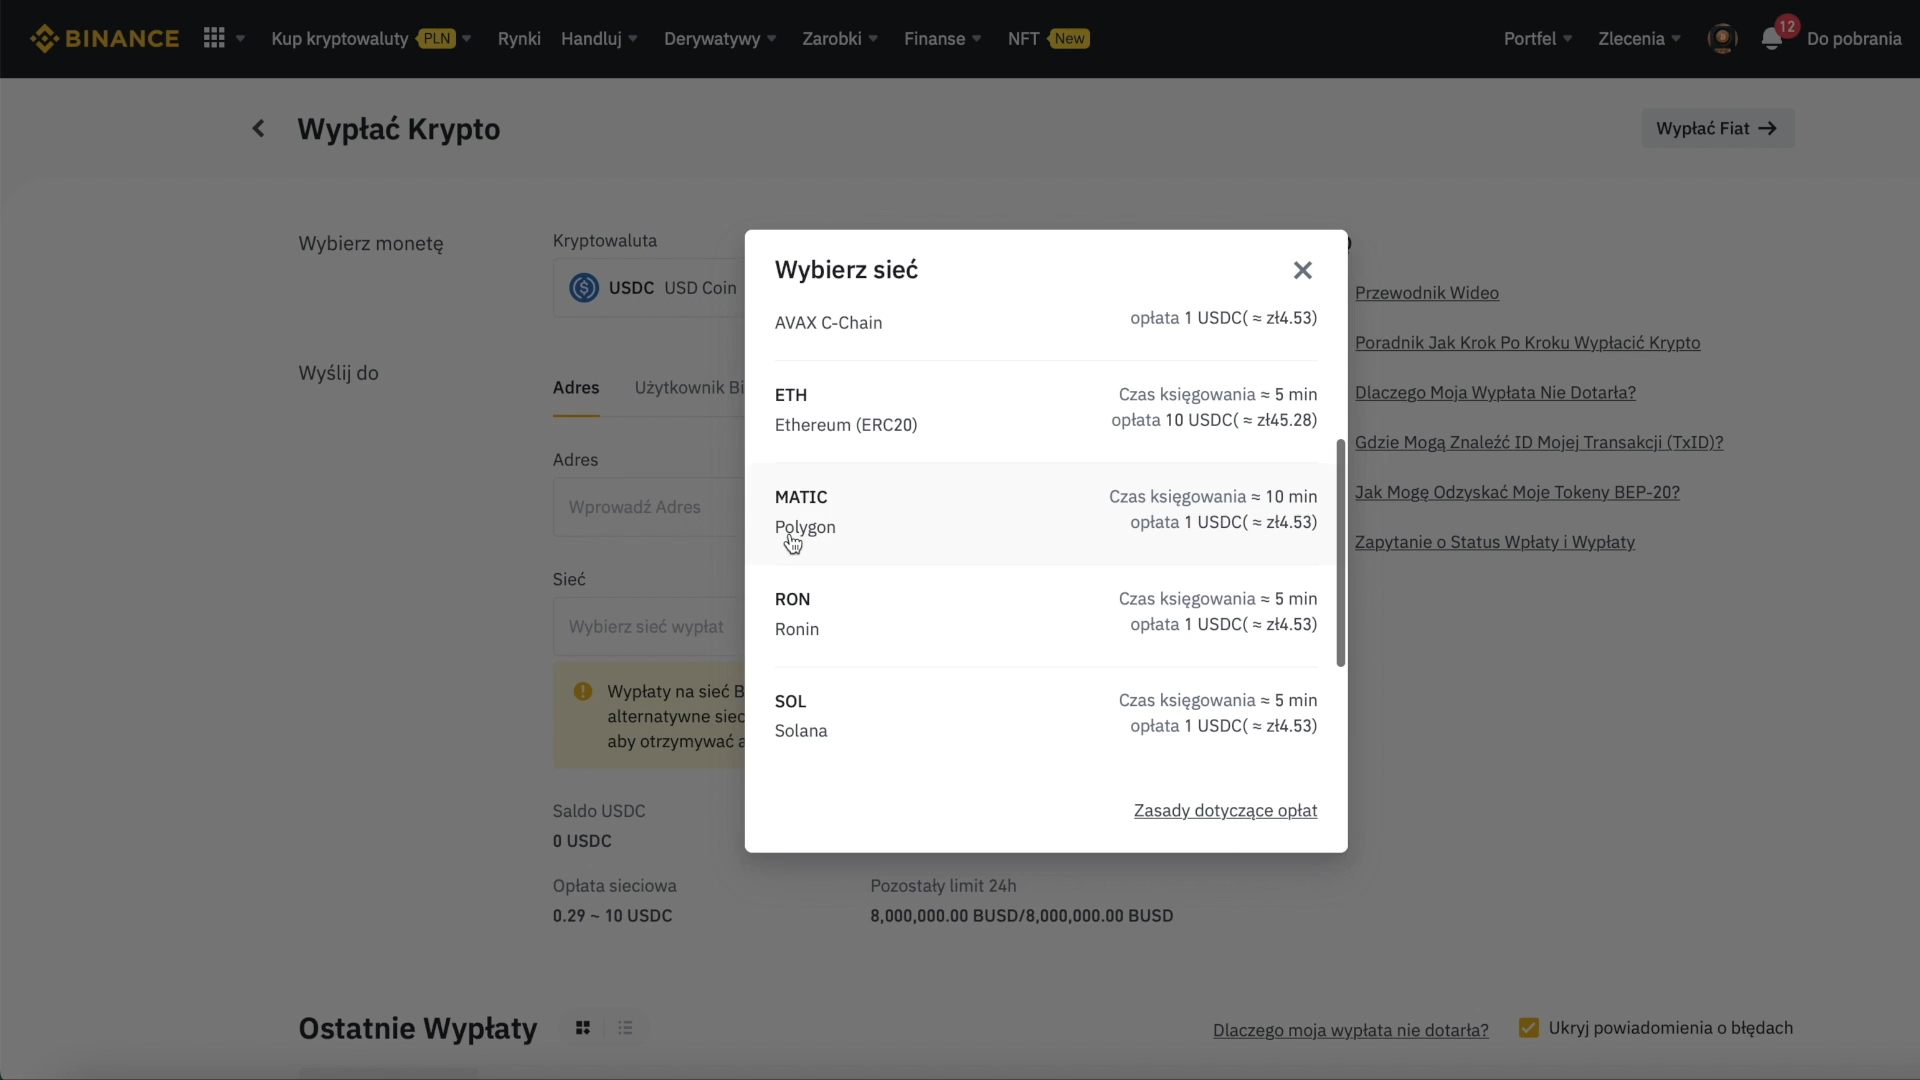 BINANCE
Kup kryptowaluty PLN
Rynki
Handluj
Derywatywy
Zarobki
Finanse
NFT New
Portfel
Zlecenia
12
Do pobrania
Wypłać Krypto
Wypłać Fiat
Wybierz monetę
Kryptowaluta
USDC USD Coin
Wyślij do
Adres
Użytkownik Bi
Adres
Wprowadź Adres
Sieć
Wybierz sieć wypłat
Wypłaty na sieć B
alternatywne siec
aby otrzymywać a
Saldo USDC
0 USDC
Opłata sieciowa
0.29 ~ 10 USDC
Pozostały limit 24h
8,000,000.00 BUSD/8,000,000.00 BUSD
Wybierz sieć
AVAX C-Chain
opłata 1 USDC( ≈ zł4.53)
ETH
Czas księgowania ≈ 5 min
Ethereum (ERC20)
opłata 10 USDC( ≈ zł45.28)
MATIC
Czas księgowania ≈ 10 min
Polygon
opłata 1 USDC( ≈ zł4.53)
RON
Czas księgowania ≈ 5 min
Ronin
opłata 1 USDC( ≈ zł4.53)
SOL
Czas księgowania ≈ 5 min
Solana
opłata 1 USDC( ≈ zł4.53)
Zasady dotyczące opłat
Przewodnik Wideo
Poradnik Jak Krok Po Kroku Wypłacić Krypto
Dlaczego Moja Wypłata Nie Dotarła?
Gdzie Mogą Znaleźć ID Mojej Transakcji (TxID)?
Jak Mogę Odzyskać Moje Tokeny BEP-20?
Zapytanie o Status Wpłaty i Wypłaty
Ostatnie Wypłaty
Dlaczego moja wypłata nie dotarła?
Ukryj powiadomienia o błędach